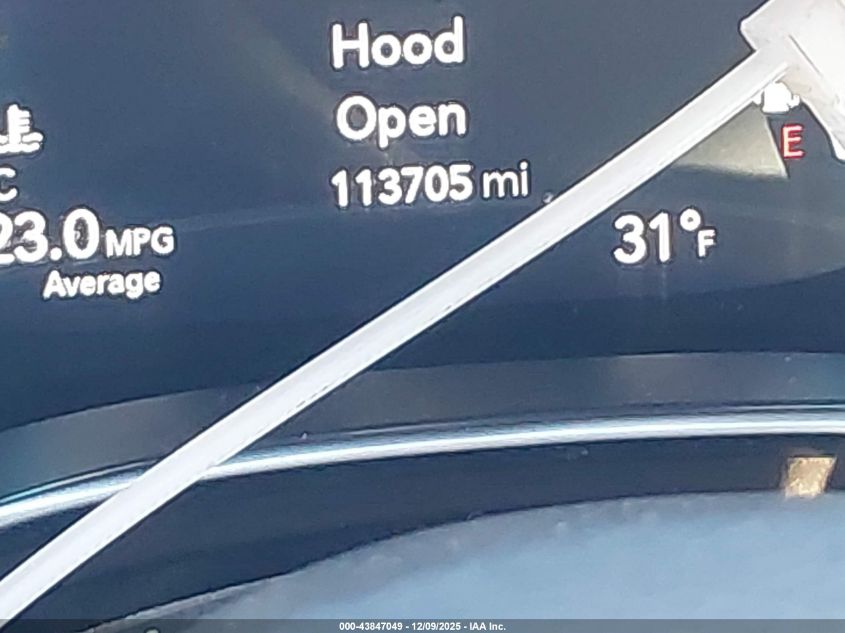 Hood
Open
E
113705 mi
C
23.0 MPG
31°F
Average
000-43847049 - 12/09/2025 - IAA Inc.